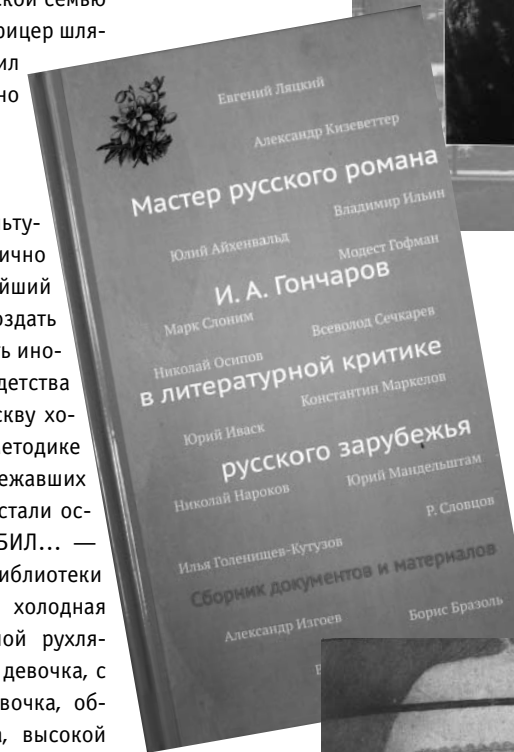 ской семью
рицер шля-
ил
но
льту-
ично
йший
оздать
ь ино-
детства
скву хо-
етодике
ежавших
стали ос-
БИЛ... —
иблиотеки
холодная
ной рухля-
девочка, с
вочка, об-
а, высокой
Евгений Ляцкий
Александр Кизеветтер
Мастер русского романа
Владимир Ильин
Юлий Айхенвальд
Модест Гофман
И. А. Гончаров
Марк Слоним
Всеволод Сечкарев
Николай Осипов
в литературной критике
Константин Маркелов
Юрий Иваск
русского зарубежья
Юрий Мандельштам
Николай Нароков
Р. Словцов
Илья Голенищев-Кутузов
Сборник документов и материалов
Александр Изгоев
Борис Бразоль